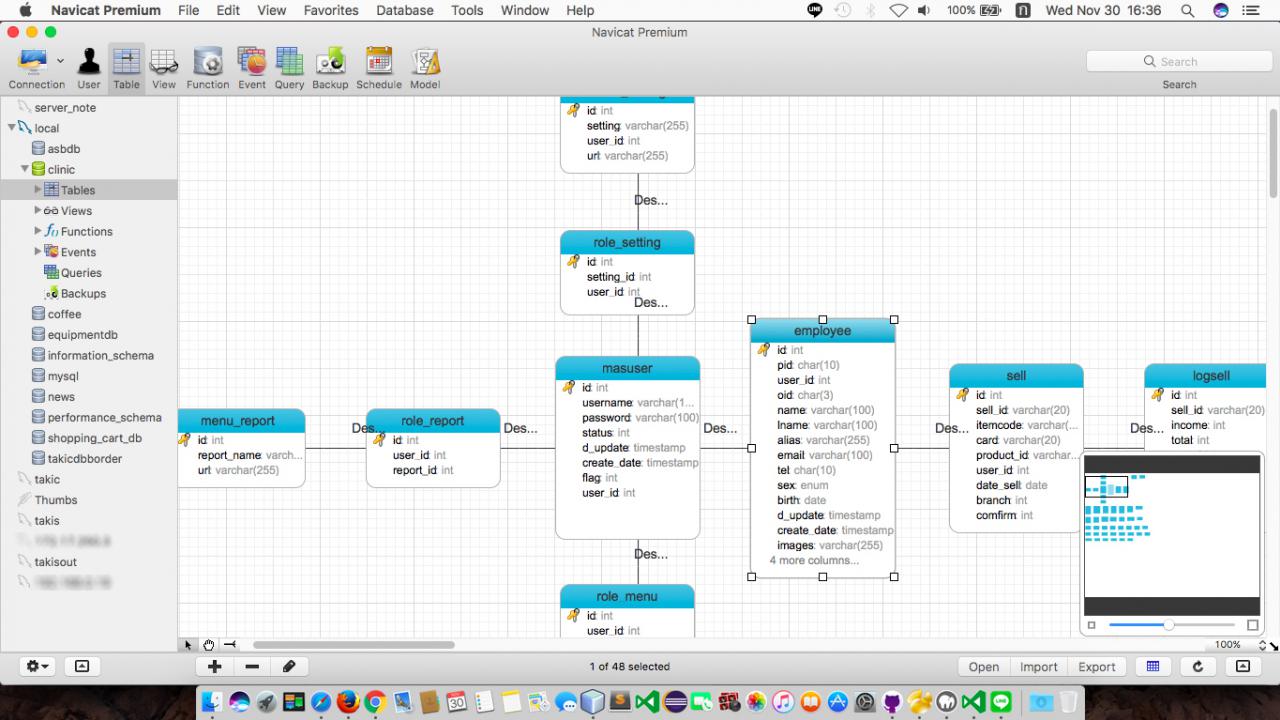 Navicat Premium File Edit View Favorites Database Tools Window Help 100% Wed Nov 30 16:36
Navicat Premium
Connection User Table View Function Event Query Backup Schedule Model
Search
Search
server_note
local
asbdb
clinic
Tables
Views
Functions
Events
Queries
Backups
coffee
equipmentdb
information_schema
mysql
news
performance_schema
shopping_cart_db
takicdbborder
takic
Thumbs
takis
takisout
id: int
setting: varchar(255)
user_id: int
url: varchar(255)
Des...
role_setting
id: int
setting_id: int
user_id: int
Des...
menu_report
id: int
report_name: varch...
url: varchar(255)
Des...
role_report
id: int
user_id: int
report_id: int
Des...
masuser
id: int
username: varchar(1...
password: varchar(100)
status: int
d_update: timestamp
create_date: timestamp
flag: int
user_id: int
Des...
Des...
role_menu
id: int
user_id: int
employee
id: int
pid: char(10)
user_id: int
oid: char(3)
name: varchar(100)
lname: varchar(100)
alias: varchar(255)
email: varchar(100)
tel: char(10)
sex: enum
birth: date
d_update: timestamp
create_date: timestamp
images: varchar(255)
4 more columns...
Des...
sell
id: int
sell_id: varchar(20)
itemcode: varchar(...
card: varchar(20)
product_id: varchar...
user_id: int
date_sell: date
branch: int
comfirm: int
Des...
logsell
id: int
sell_id: varchar(20)
income: int
total: int
100%
1 of 48 selected
Open Import Export
30